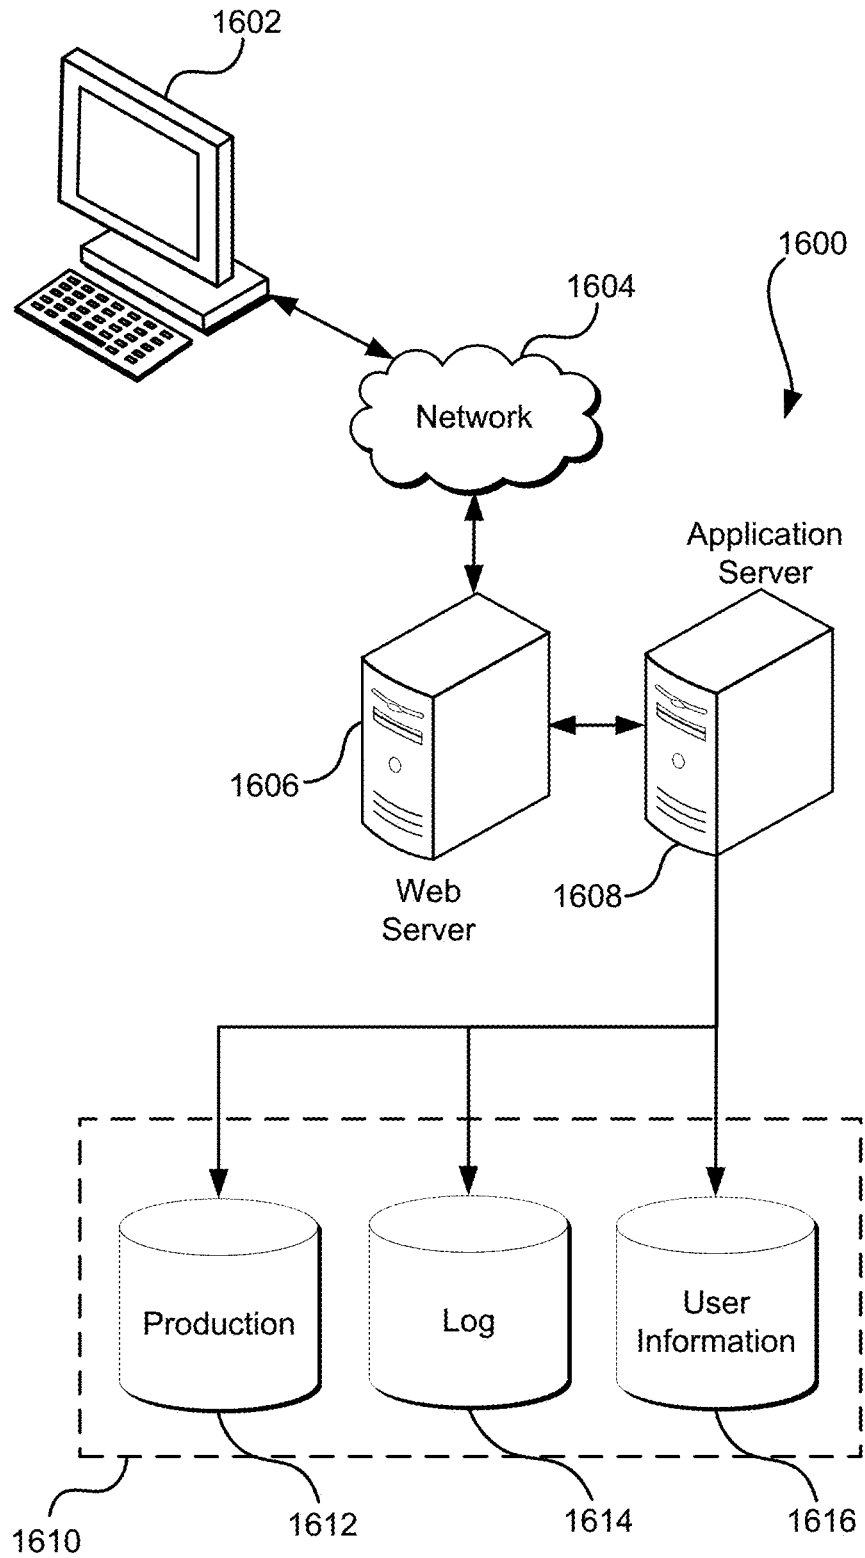 1602
1600
1604
Network
Application
Server
1606
1608
Web
Server
Production
Log
User
Information
1610
1612
1614
1616